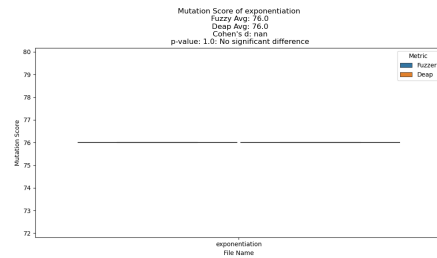 Mutation Score of exponentiation
Fuzzy Avg: 76.0
Deap Avg: 76.0
Cohen's d: nan
p-value: 1.0: No significant difference
Metric
Fuzzer
Deap
80
79
78
77
76
75
74
73
72
Mutation Score
exponentiation
File Name